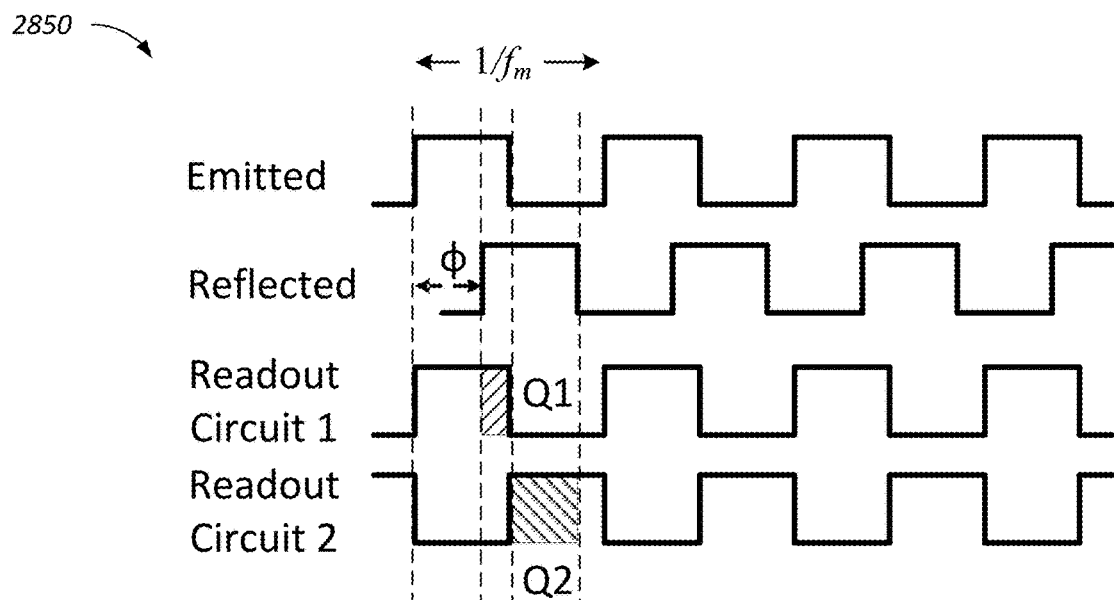 2850
1/fm
Emitted
Reflected
ϕ
Readout
Circuit 1
Q1
Readout
Circuit 2
Q2